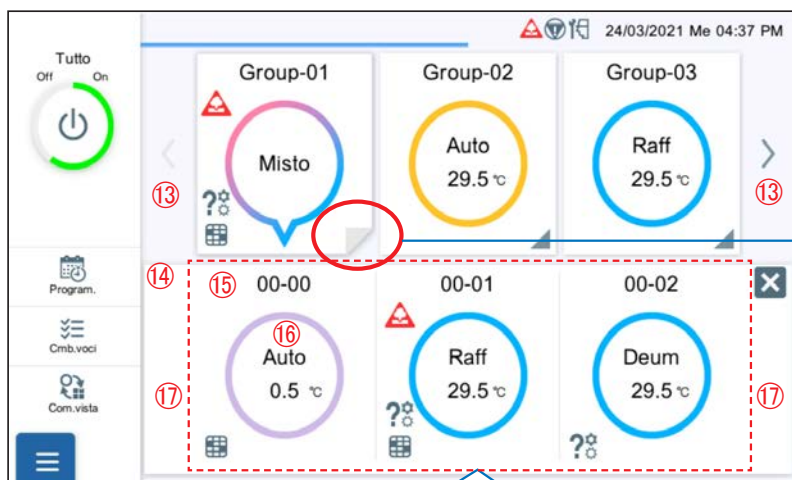 24/03/2021 Me 04:37 PM
Tutto
Off On
Group-01 Group-02 Group-03
Misto
Auto
29.5 °C
Raff
29.5 °C
⑬ ⑬
?
Program.
Cmb.voci
Com.vista
⑭ ⑮ 00-00 00-01 00-02
⑯
Auto
0.5 °C
Raff
29.5 °C
Deum
29.5 °C
⑰ ⑰
? ?